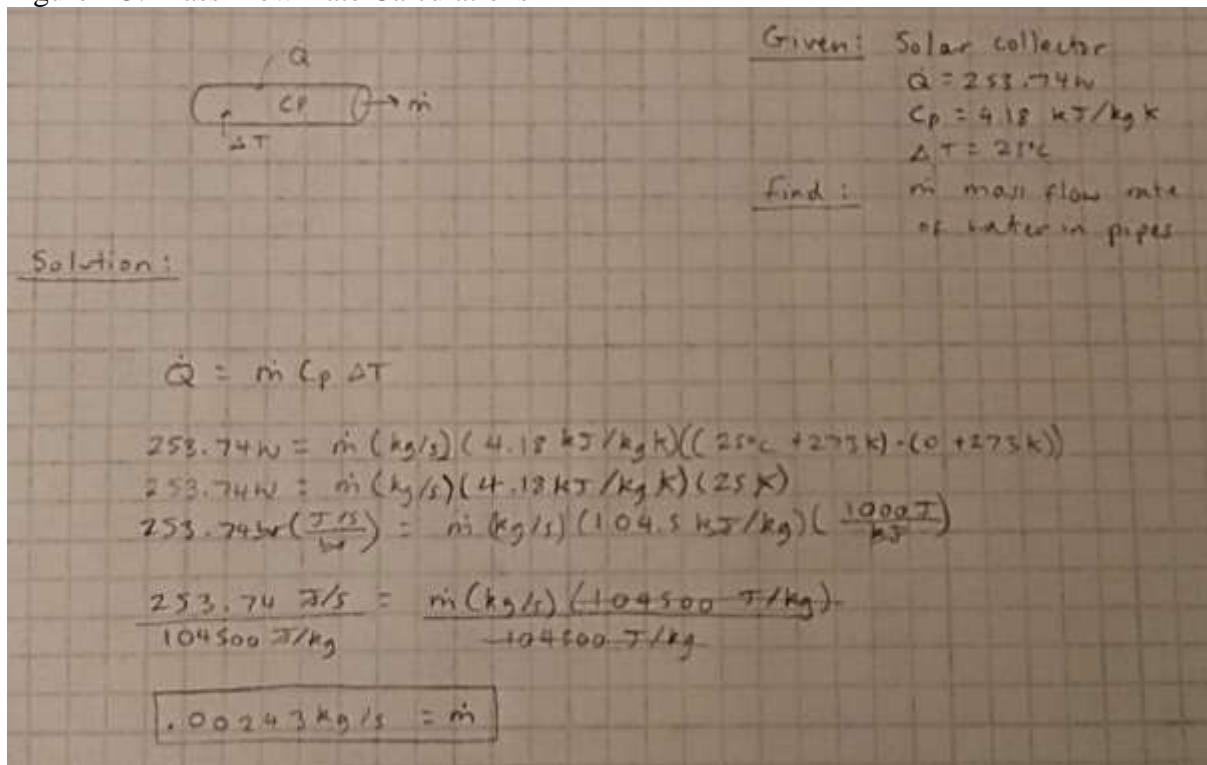 Given: Solar collector
Q̇ = 253.74W
Cp = 4.18 kJ/kg K
ΔT = 25°C
Find: ṁ mass flow rate
of water in pipes
Q̇
CP → ṁ
ΔT
Solution:
Q̇ = ṁ Cp ΔT
253.74W = ṁ (kg/s)(4.18 kJ/kg K)((25°C +273K)-(0 +273K))
253.74W = ṁ (kg/s)(4.18 KJ/kg K)(25 K)
253.74W (J/s / W) = ṁ (kg/s)(104.5 kJ/kg)(1000J / kJ)
253.74 J/s / 104500 J/kg = ṁ (kg/s)(104500 J/kg) / 104500 J/kg
.00243 kg/s = ṁ